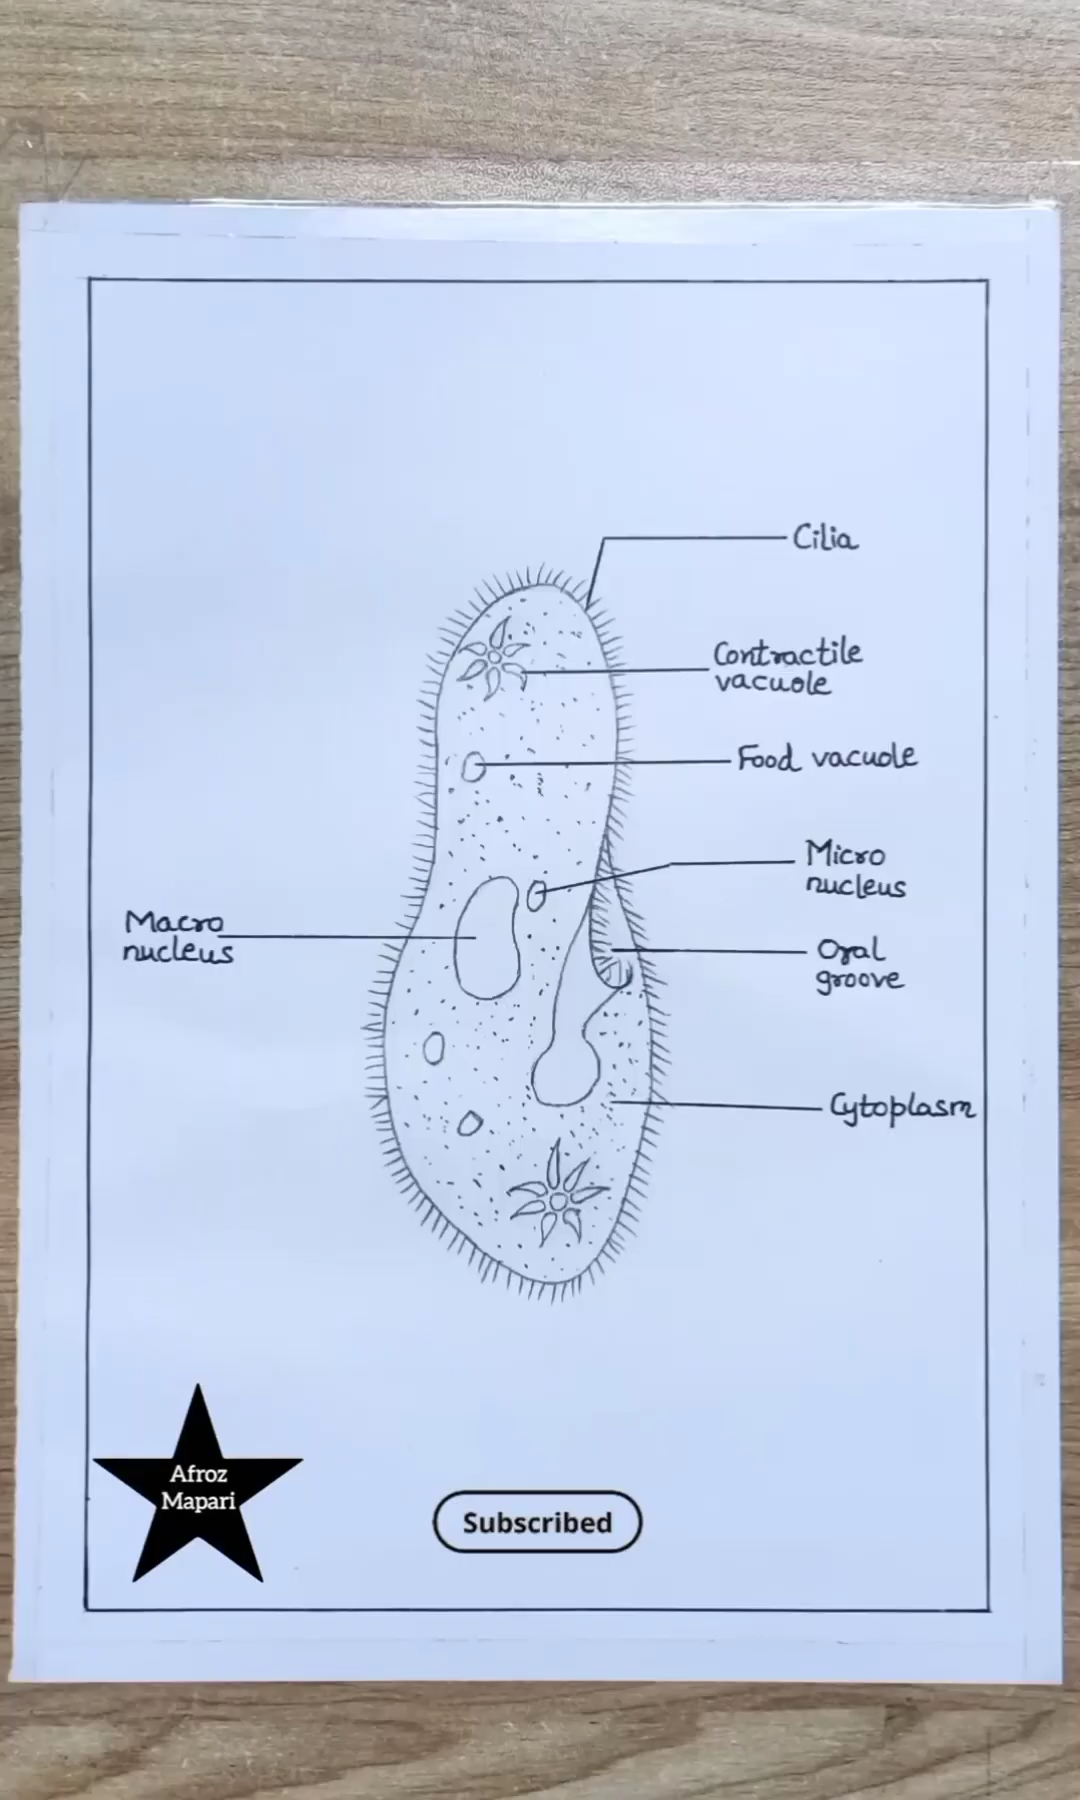 Cilia
Contractile
vacuole
Food vacuole
Micro
nucleus
Macro
nucleus
Oral
groove
Cytoplasm
Afroz
Mapari
Subscribed